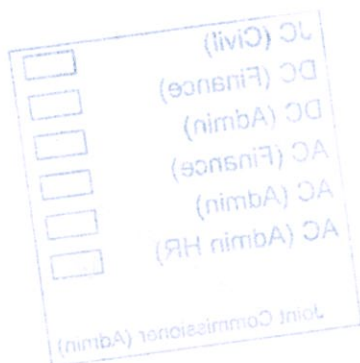 JC (Civil)
DC (Finance)
DC (Admin)
AC (Finance)
AC (Admin)
AC (Admin HR)
Joint Commissioner (Admin)